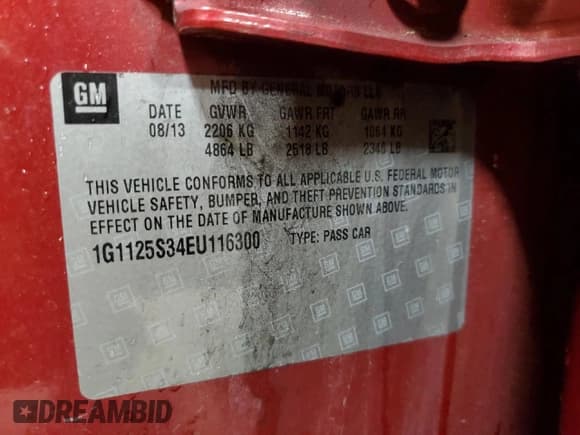 GM
MFD BY GENERAL MOTORS LLC
DATE GVWR GAWR FRT GAWR RR
08/13 2206 KG 1142 KG 1064 KG
4864 LB 2518 LB 2346 LB
THIS VEHICLE CONFORMS TO ALL APPLICABLE U.S. FEDERAL MOTOR
VEHICLE SAFETY, BUMPER, AND THEFT PREVENTION STANDARDS IN
EFFECT ON THE DATE OF MANUFACTURE SHOWN ABOVE.
1G1125S34EU116300 TYPE: PASS CAR
DREAMBID